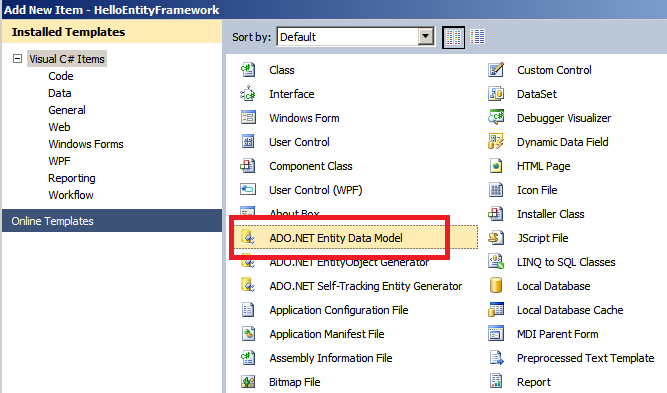 Add New Item - HelloEntityFramework
Installed Templates
Visual C# Items
Code
Data
General
Web
Windows Forms
WPF
Reporting
Workflow
Online Templates
Sort by: Default
Class
Interface
Windows Form
User Control
Component Class
User Control (WPF)
About Box
ADO.NET Entity Data Model
ADO.NET EntityObject Generator
ADO.NET Self-Tracking Entity Generator
Application Configuration File
Application Manifest File
Assembly Information File
Bitmap File
Custom Control
DataSet
Debugger Visualizer
Dynamic Data Field
HTML Page
Icon File
Installer Class
JScript File
LINQ to SQL Classes
Local Database
Local Database Cache
MDI Parent Form
Preprocessed Text Template
Report